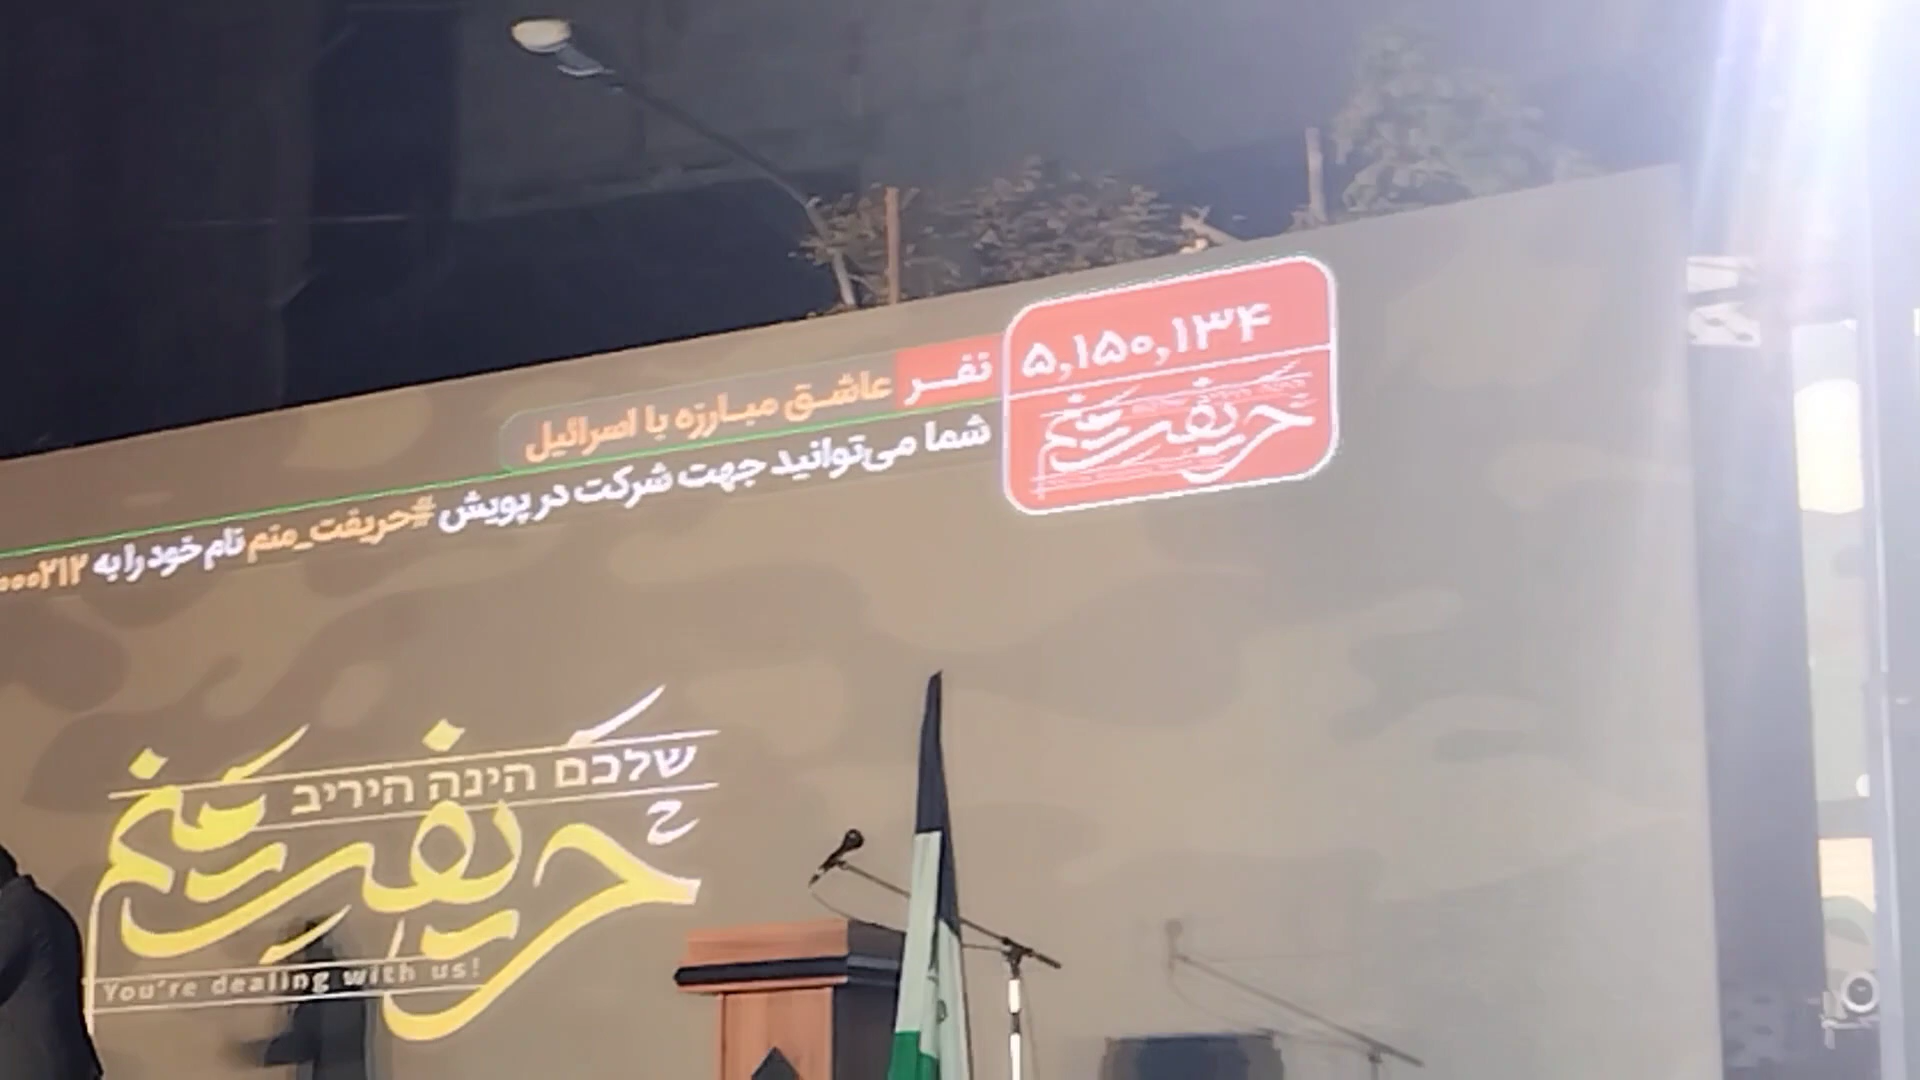 ۵,۱۵۰,۱۳۴
حریفت منم
نفر عاشق مبارزه با اسرائیل
شما می‌توانید جهت شرکت در پویش #حریفت_منم نام خود را به ۰۰۰۲۱۲
שלכם הינה היריב
حریفت منم
You're dealing with us!